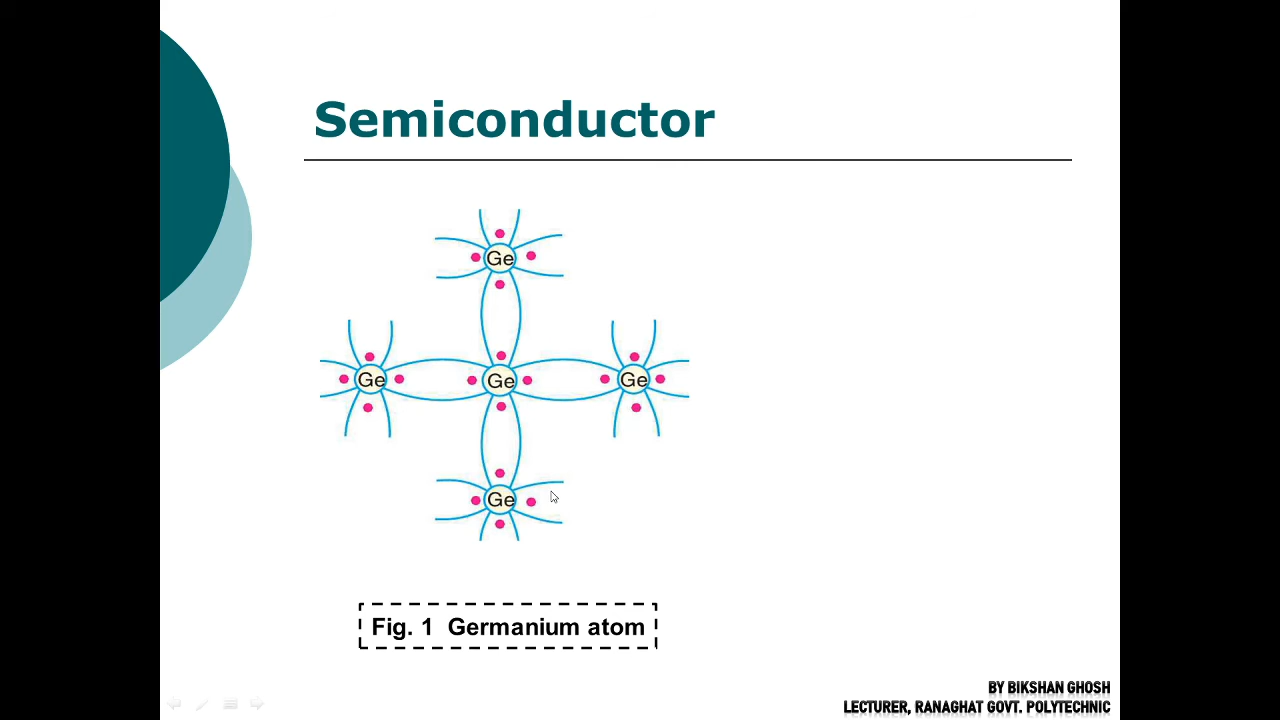 Semiconductor
Ge
Ge Ge Ge
Ge
Fig. 1 Germanium atom
BY BIKSHAN GHOSH
LECTURER, RANAGHAT GOVT. POLYTECHNIC